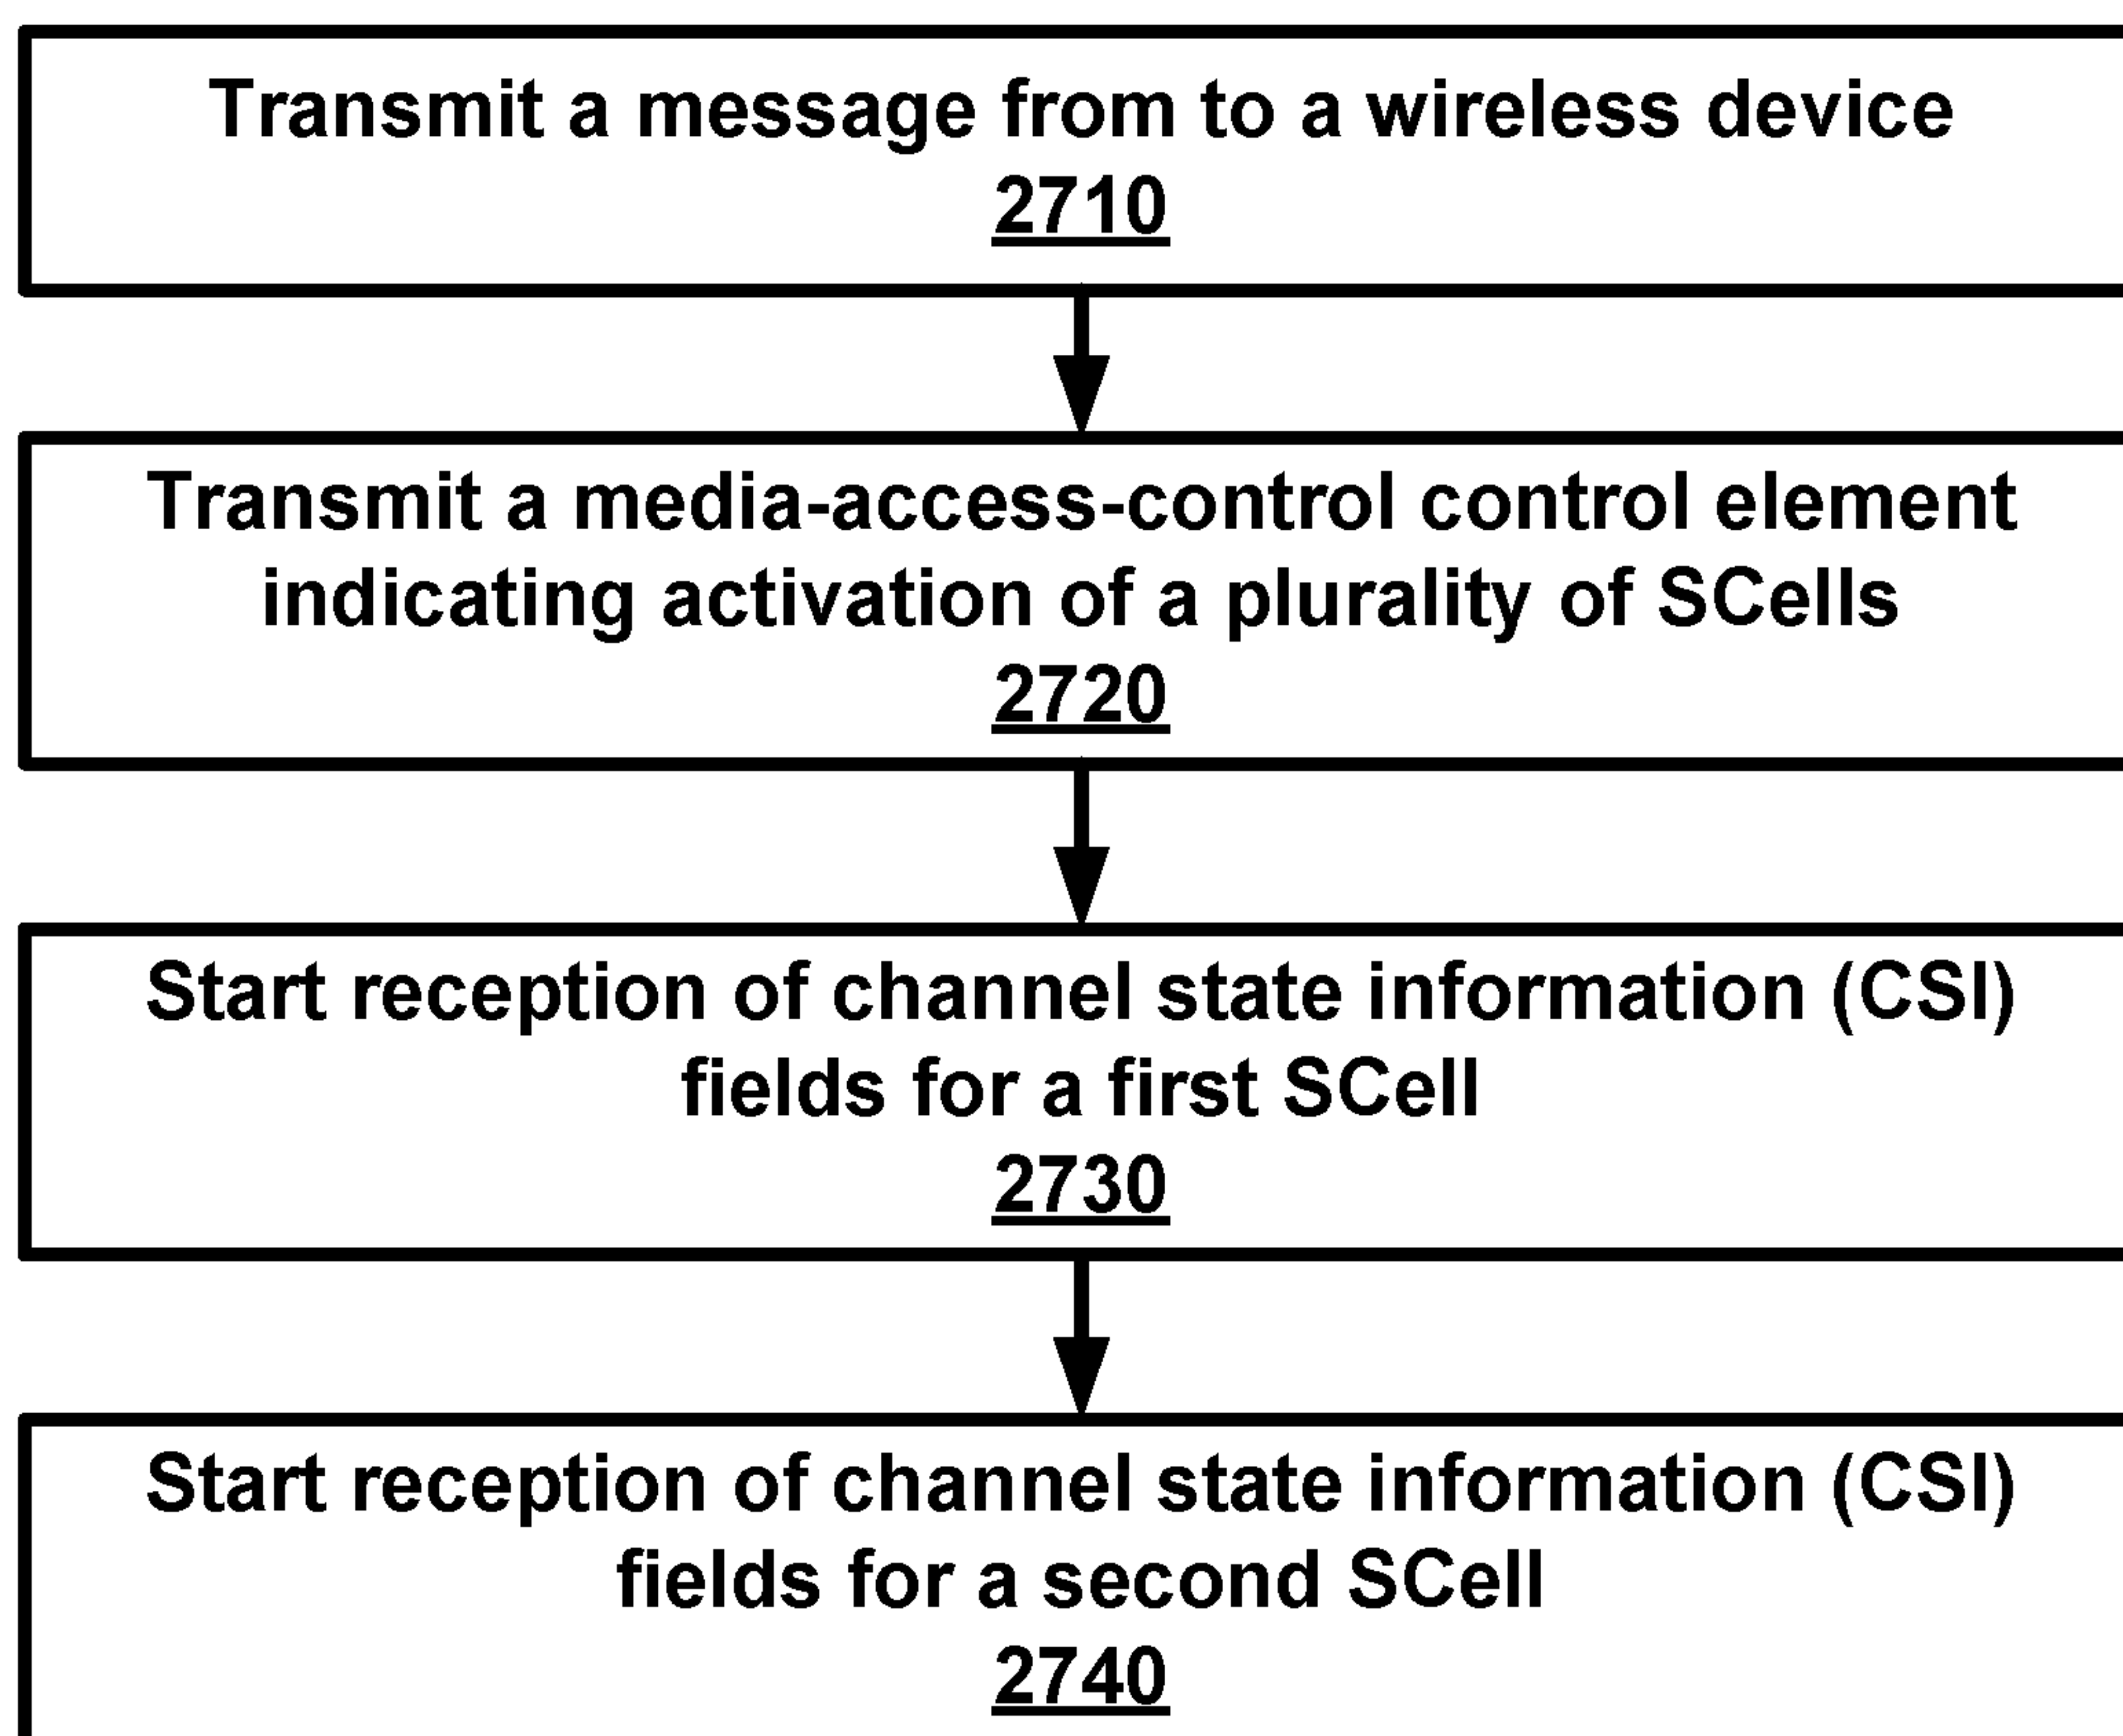 Transmit a message from to a wireless device
2710
Transmit a media-access-control control element
indicating activation of a plurality of SCells
2720
Start reception of channel state information (CSI)
fields for a first SCell
2730
Start reception of channel state information (CSI)
fields for a second SCell
2740